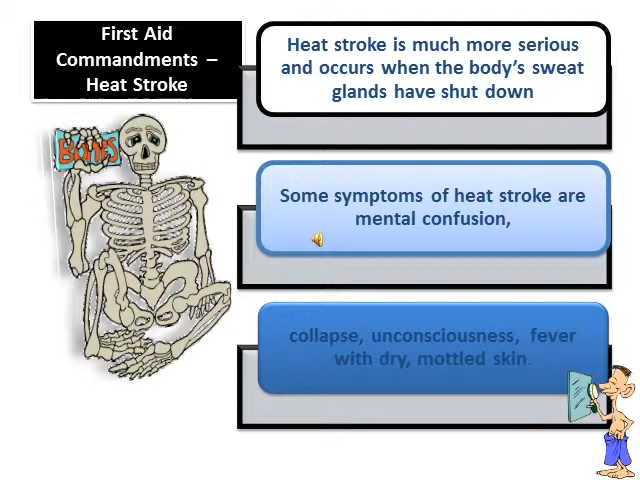 First Aid
Commandments –
Heat Stroke
Heat stroke is much more serious
and occurs when the body's sweat
glands have shut down
BONES
Some symptoms of heat stroke are
mental confusion,
collapse, unconsciousness,  fever
with dry, mottled skin.